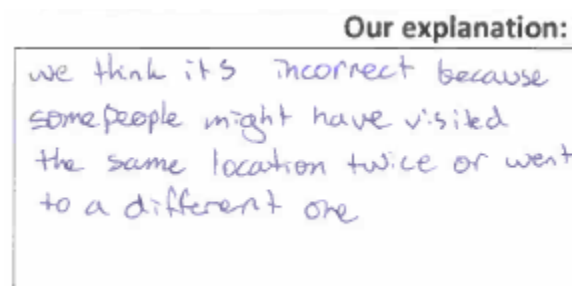 Our explanation:
we think its incorrect because
some people might have visited
the same location twice or went
to a different one